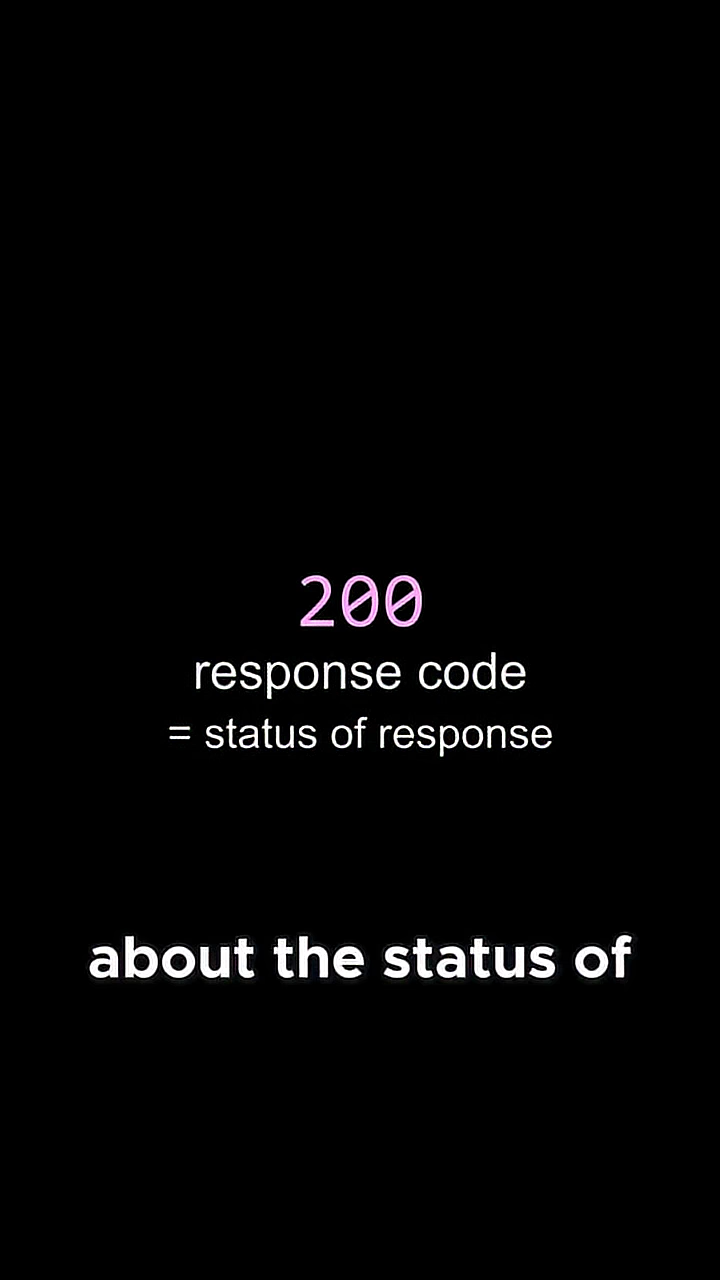 200
response code
= status of response
about the status of